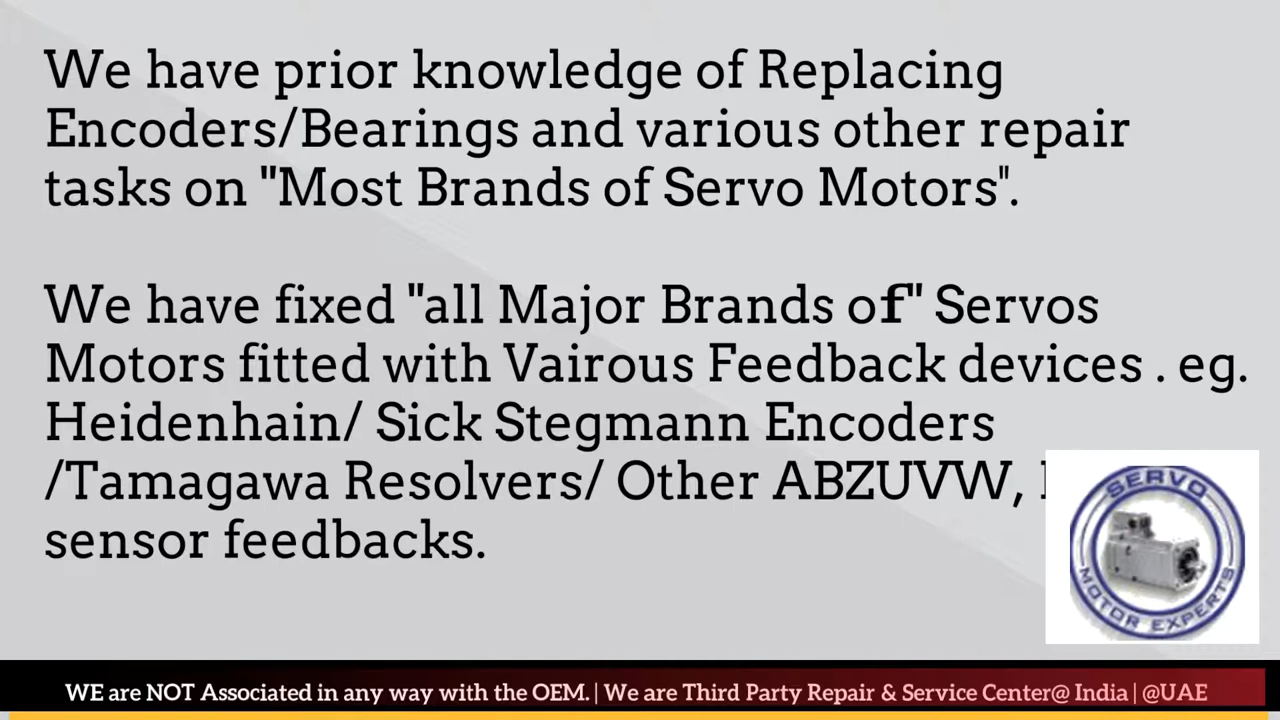 We have prior knowledge of Replacing
Encoders/Bearings and various other repair
tasks on "Most Brands of Servo Motors".
We have fixed "all Major Brands of" Servos
Motors fitted with Vairous Feedback devices . eg.
Heidenhain/ Sick Stegmann Encoders
/Tamagawa Resolvers/ Other ABZUVW,
sensor feedbacks.
SERVO
MOTOR EXPERTS
WE are NOT Associated in any way with the OEM. | We are Third Party Repair & Service Center@ India | @UAE